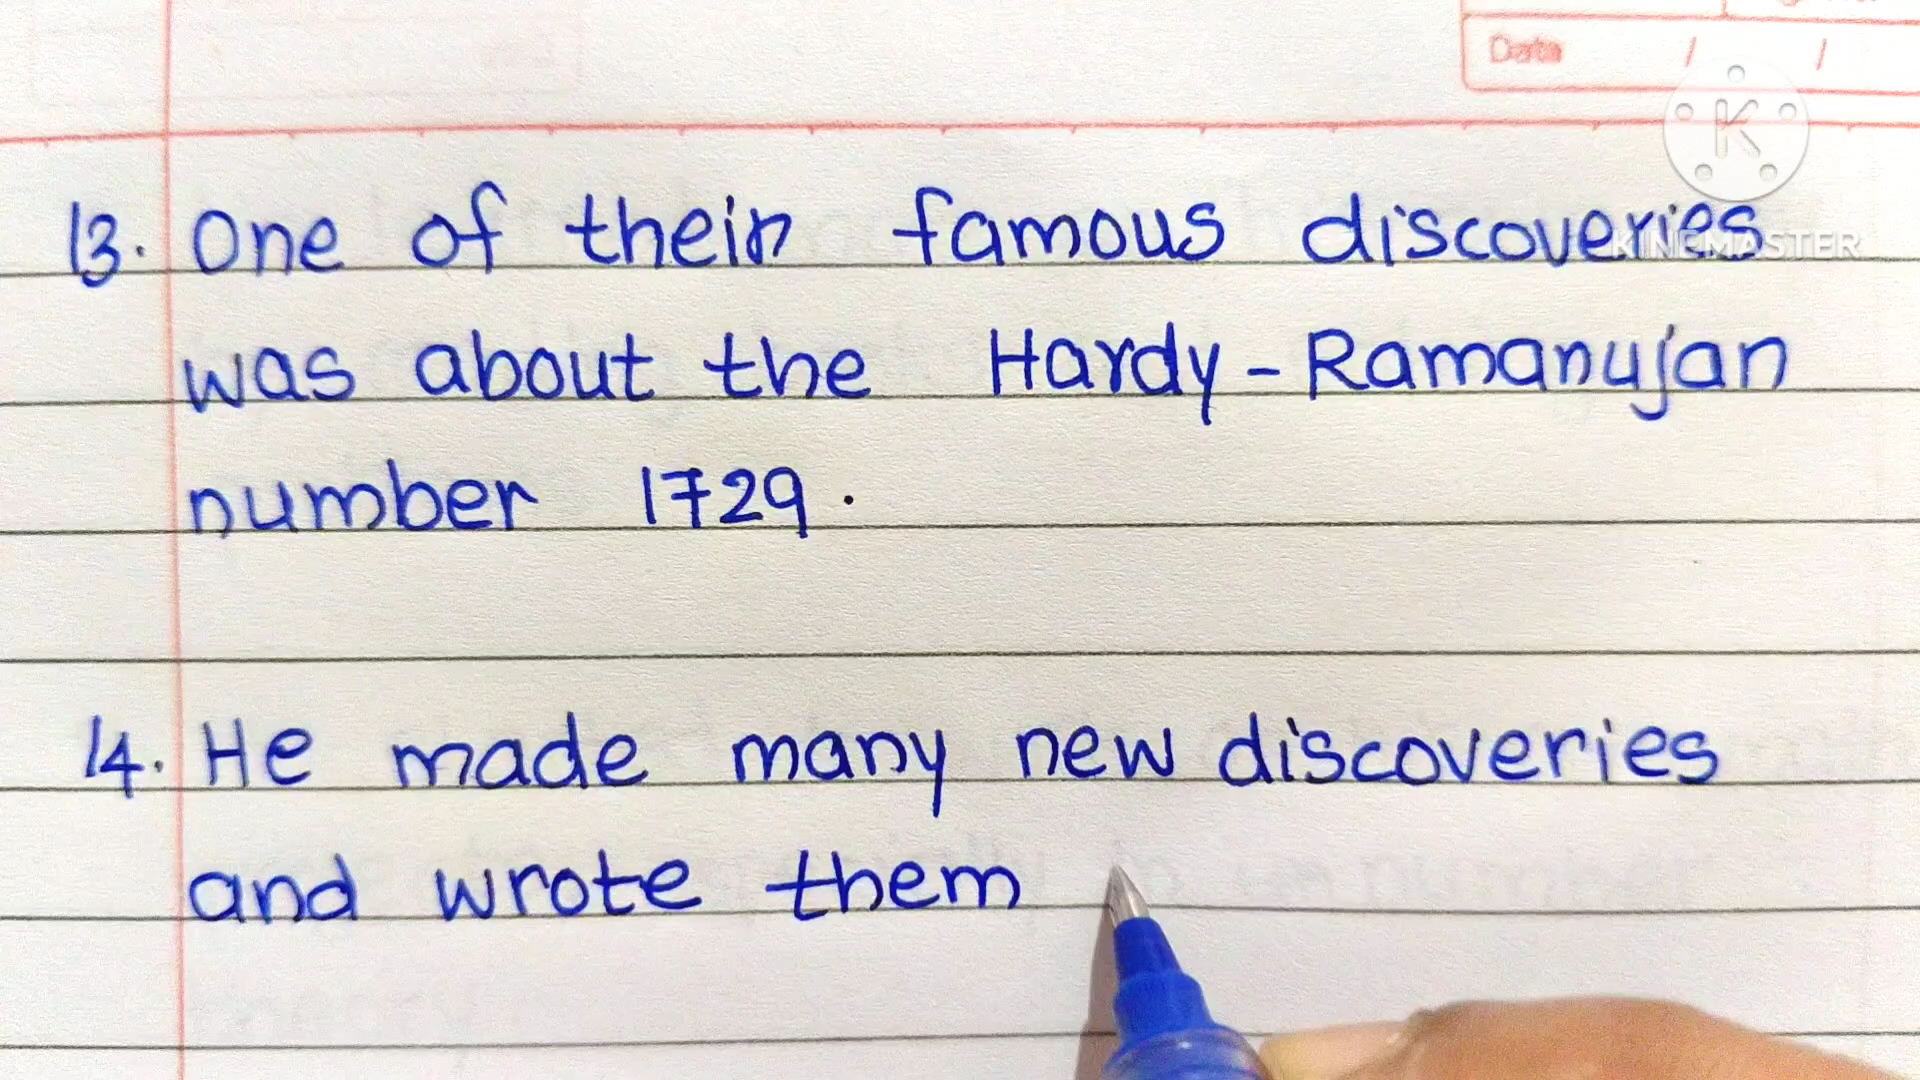 Date / /
KINEMASTER
13. One of their famous discoveries
was about the Hardy-Ramanujan
number 1729.
14. He made many new discoveries
and wrote them